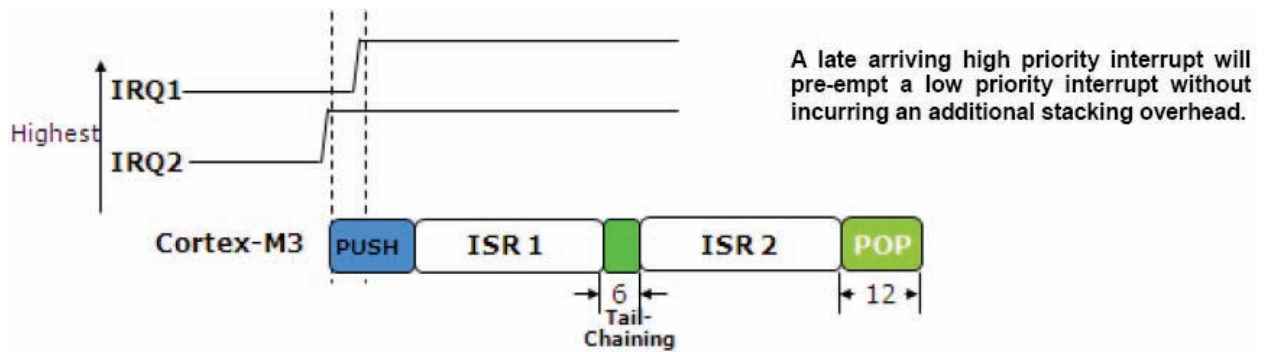 A late arriving high priority interrupt will
pre-empt a low priority interrupt without
incurring an additional stacking overhead.
IRQ1
Highest
IRQ2
Cortex-M3
PUSH
ISR 1
ISR 2
POP
6
12
Tail-
Chaining